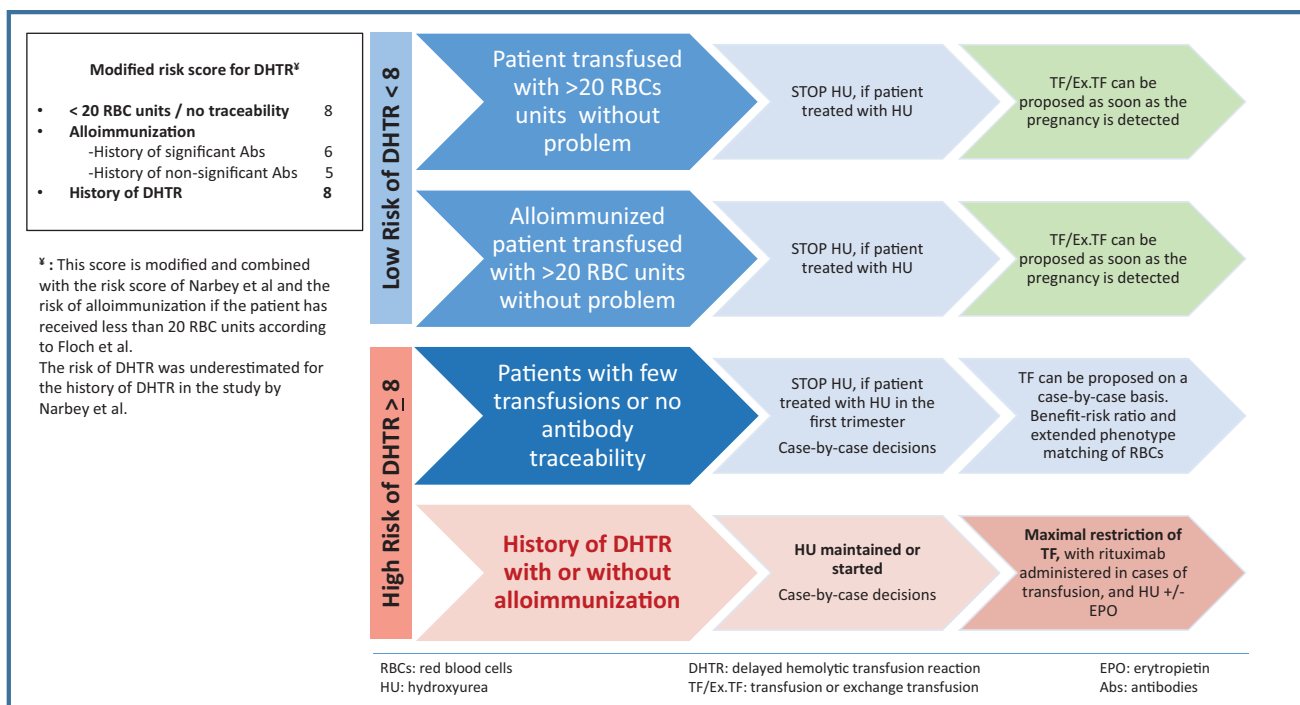 Modified risk score for DHTR¥
• < 20 RBC units / no traceability 8
• Alloimmunization
-History of significant Abs 6
-History of non-significant Abs 5
• History of DHTR 8
¥ : This score is modified and combined
with the risk score of Narbey et al and the
risk of alloimmunization if the patient has
received less than 20 RBC units according
to Floch et al.
The risk of DHTR was underestimated for
the history of DHTR in the study by
Narbey et al.
Low Risk of DHTR < 8
Patient transfused
with >20 RBCs
units without
problem
STOP HU, if patient
treated with HU
TF/Ex.TF can be
proposed as soon as the
pregnancy is detected
Alloimmunized
patient transfused
with >20 RBC units
without problem
STOP HU, if patient
treated with HU
TF/Ex.TF can be
proposed as soon as the
pregnancy is detected
High Risk of DHTR ≥ 8
Patients with few
transfusions or no
antibody
traceability
STOP HU, if patient
treated with HU in the
first trimester
Case-by-case decisions
TF can be proposed on a
case-by-case basis.
Benefit-risk ratio and
extended phenotype
matching of RBCs
History of DHTR
with or without
alloimmunization
HU maintained or
started
Case-by-case decisions
Maximal restriction of
TF, with rituximab
administered in cases of
transfusion, and HU +/-
EPO
RBCs: red blood cells
HU: hydroxyurea
DHTR: delayed hemolytic transfusion reaction
TF/Ex.TF: transfusion or exchange transfusion
EPO: erytropietin
Abs: antibodies